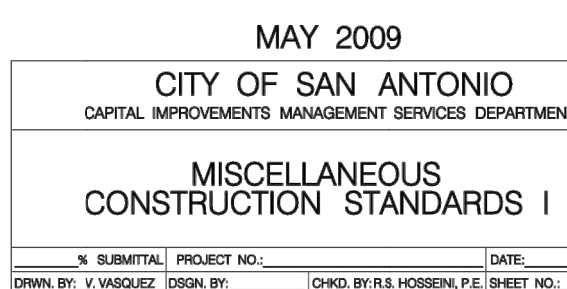 MAY 2009
CITY OF SAN ANTONIO
CAPITAL IMPROVEMENTS MANAGEMENT SERVICES DEPARTMEN
MISCELLANEOUS
CONSTRUCTION STANDARDS I
% SUBMITTAL PROJECT NO.: DATE:
DRWN. BY: V. VASQUEZ DSGN. BY: CHKD. BY: R.S. HOSSEINI, P.E. SHEET NO.: